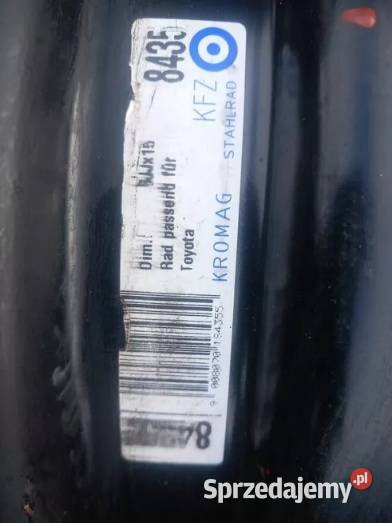 8435
KFZ
STAHLRAD
KROMAG
Dim.:
Rad passend für
Toyota
Sprzedajemy.pl